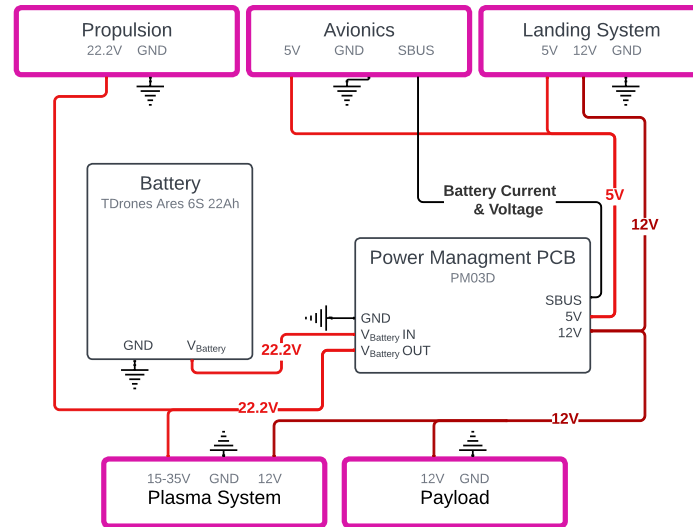 Propulsion
22.2V GND
Avionics
5V GND SBUS
Landing System
5V 12V GND
Battery
TDrones Ares 6S 22Ah
GND VBattery
Battery Current
& Voltage
5V
12V
Power Managment PCB
PM03D
SBUS
5V
12V
GND
VBattery IN
VBattery OUT
22.2V
22.2V
12V
15-35V GND 12V
Plasma System
12V GND
Payload